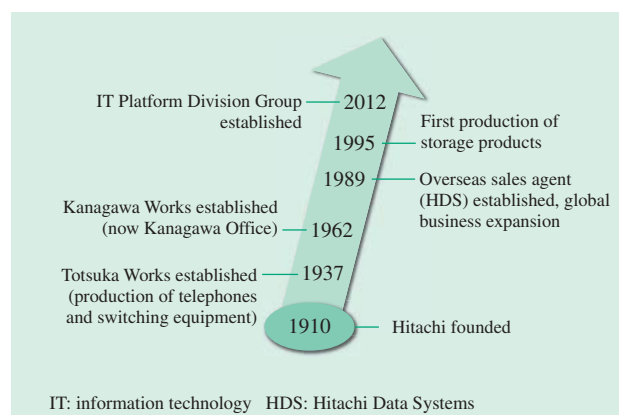 IT Platform Division Group
established
2012
First production of
storage products
1995
1989
Overseas sales agent
(HDS) established, global
business expansion
Kanagawa Works established
(now Kanagawa Office)
1962
Totsuka Works established
(production of telephones
and switching equipment)
1937
1910
Hitachi founded
IT: information technology HDS: Hitachi Data Systems